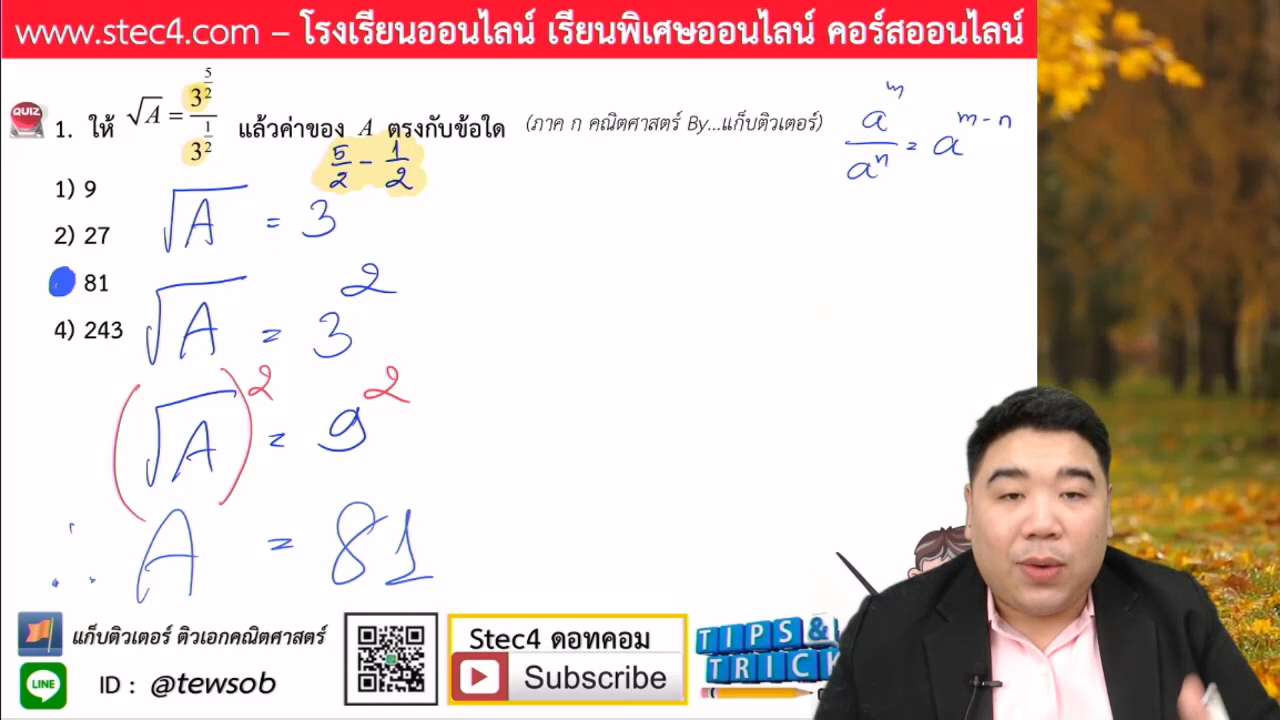 www.stec4.com – โรงเรียนออนไลน์ เรียนพิเศษออนไลน์ คอร์สออนไลน์
QUIZ
1. ให้ √A = 3^(5/2) / 3^(1/2) แล้วค่าของ A ตรงกับข้อใด (ภาค ก คณิตศาสตร์ By...แก็บติวเตอร์)
a^m / a^n = a^(m-n)
1) 9
2) 27
81
4) 243
√A = 3^(5/2 - 1/2)
√A = 3^2
(√A)^2 = 9^2
∴ A = 81
แก็บติวเตอร์ ติวเอกคณิตศาสตร์
LINE
ID : @tewsob
Stec4 ดอทคอม
Subscribe
TIPS &
TRICK